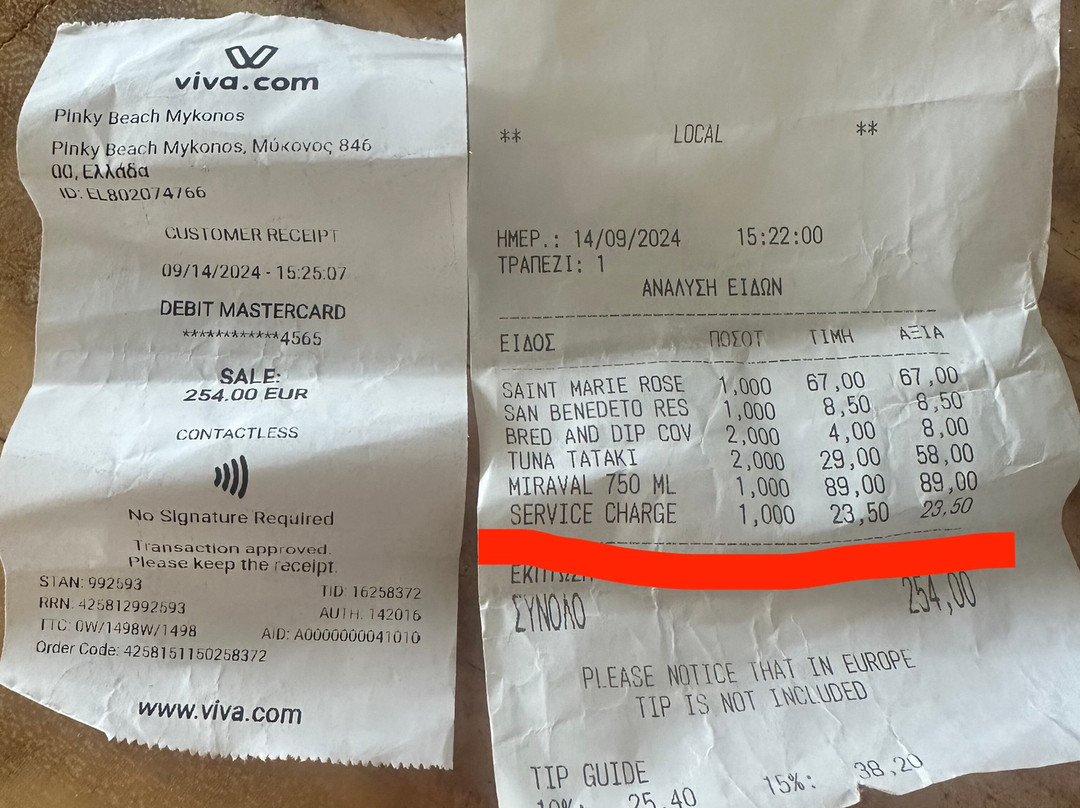 viva.com
Pinky Beach Mykonos
Pinky Beach Mykonos, Μύκονος 846
00, Ελλάδα
ID: EL802074766
CUSTOMER RECEIPT
09/14/2024 - 15:25:07
DEBIT MASTERCARD
************4565
SALE:
254.00 EUR
CONTACTLESS
No Signature Required
Transaction approved.
Please keep the receipt.
STAN: 992593 TID: 16258372
RRN: 425812992593 AUTH: 142016
TTC: 0W/1498W/1498 AID: A0000000041010
Order Code: 4258151150258372
www.viva.com
** LOCAL **
ΗΜΕΡ.: 14/09/2024 15:22:00
ΤΡΑΠΕΖΙ: 1
ΑΝΑΛΥΣΗ ΕΙΔΩΝ
ΕΙΔΟΣ ΠΟΣΟΤ ΤΙΜΗ ΑΞΙΑ
SAINT MARIE ROSE 1,000 67,00 67,00
SAN BENEDETO RES 1,000 8,50 8,50
BRED AND DIP COV 2,000 4,00 8,00
TUNA TATAKI 2,000 29,00 58,00
MIRAVAL 750 ML 1,000 89,00 89,00
SERVICE CHARGE 1,000 23,50 23,50
ΣΥΝΟΛΟ 254,00
PLEASE NOTICE THAT IN EUROPE
TIP IS NOT INCLUDED
TIP GUIDE
10%: 25,40 15%: 38,20